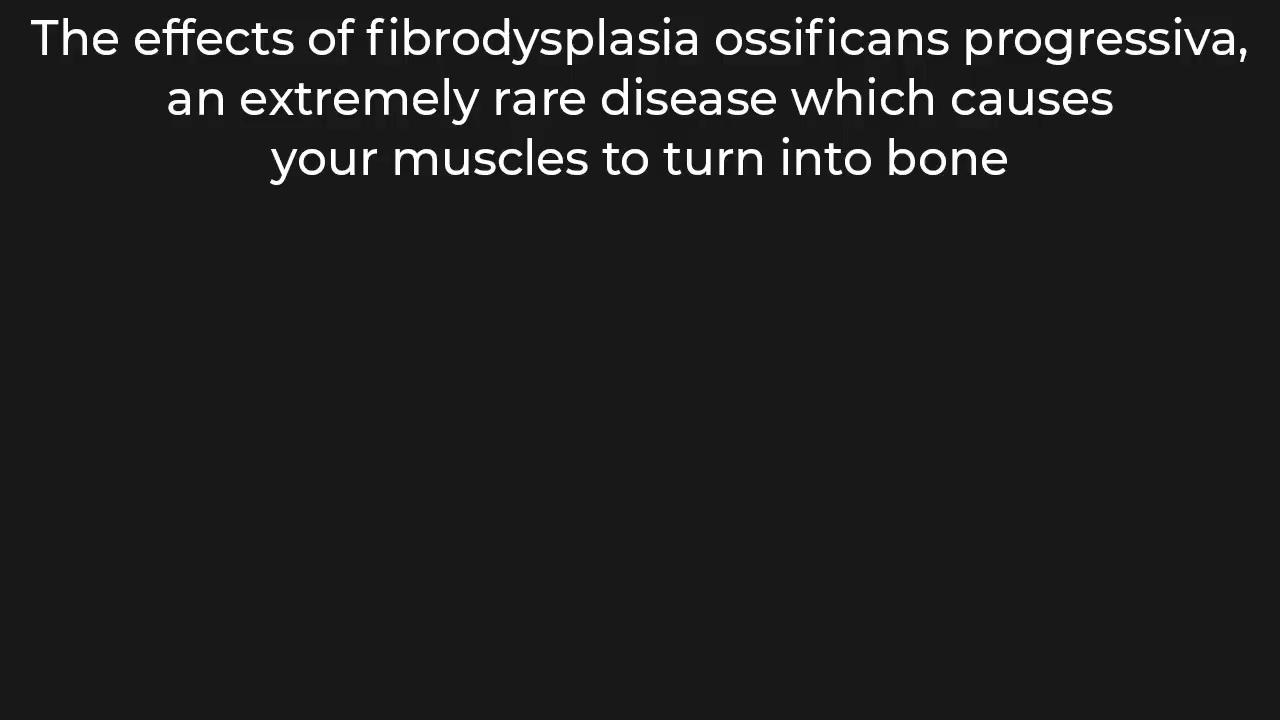 The effects of fibrodysplasia ossificans progressiva,
an extremely rare disease which causes
your muscles to turn into bone